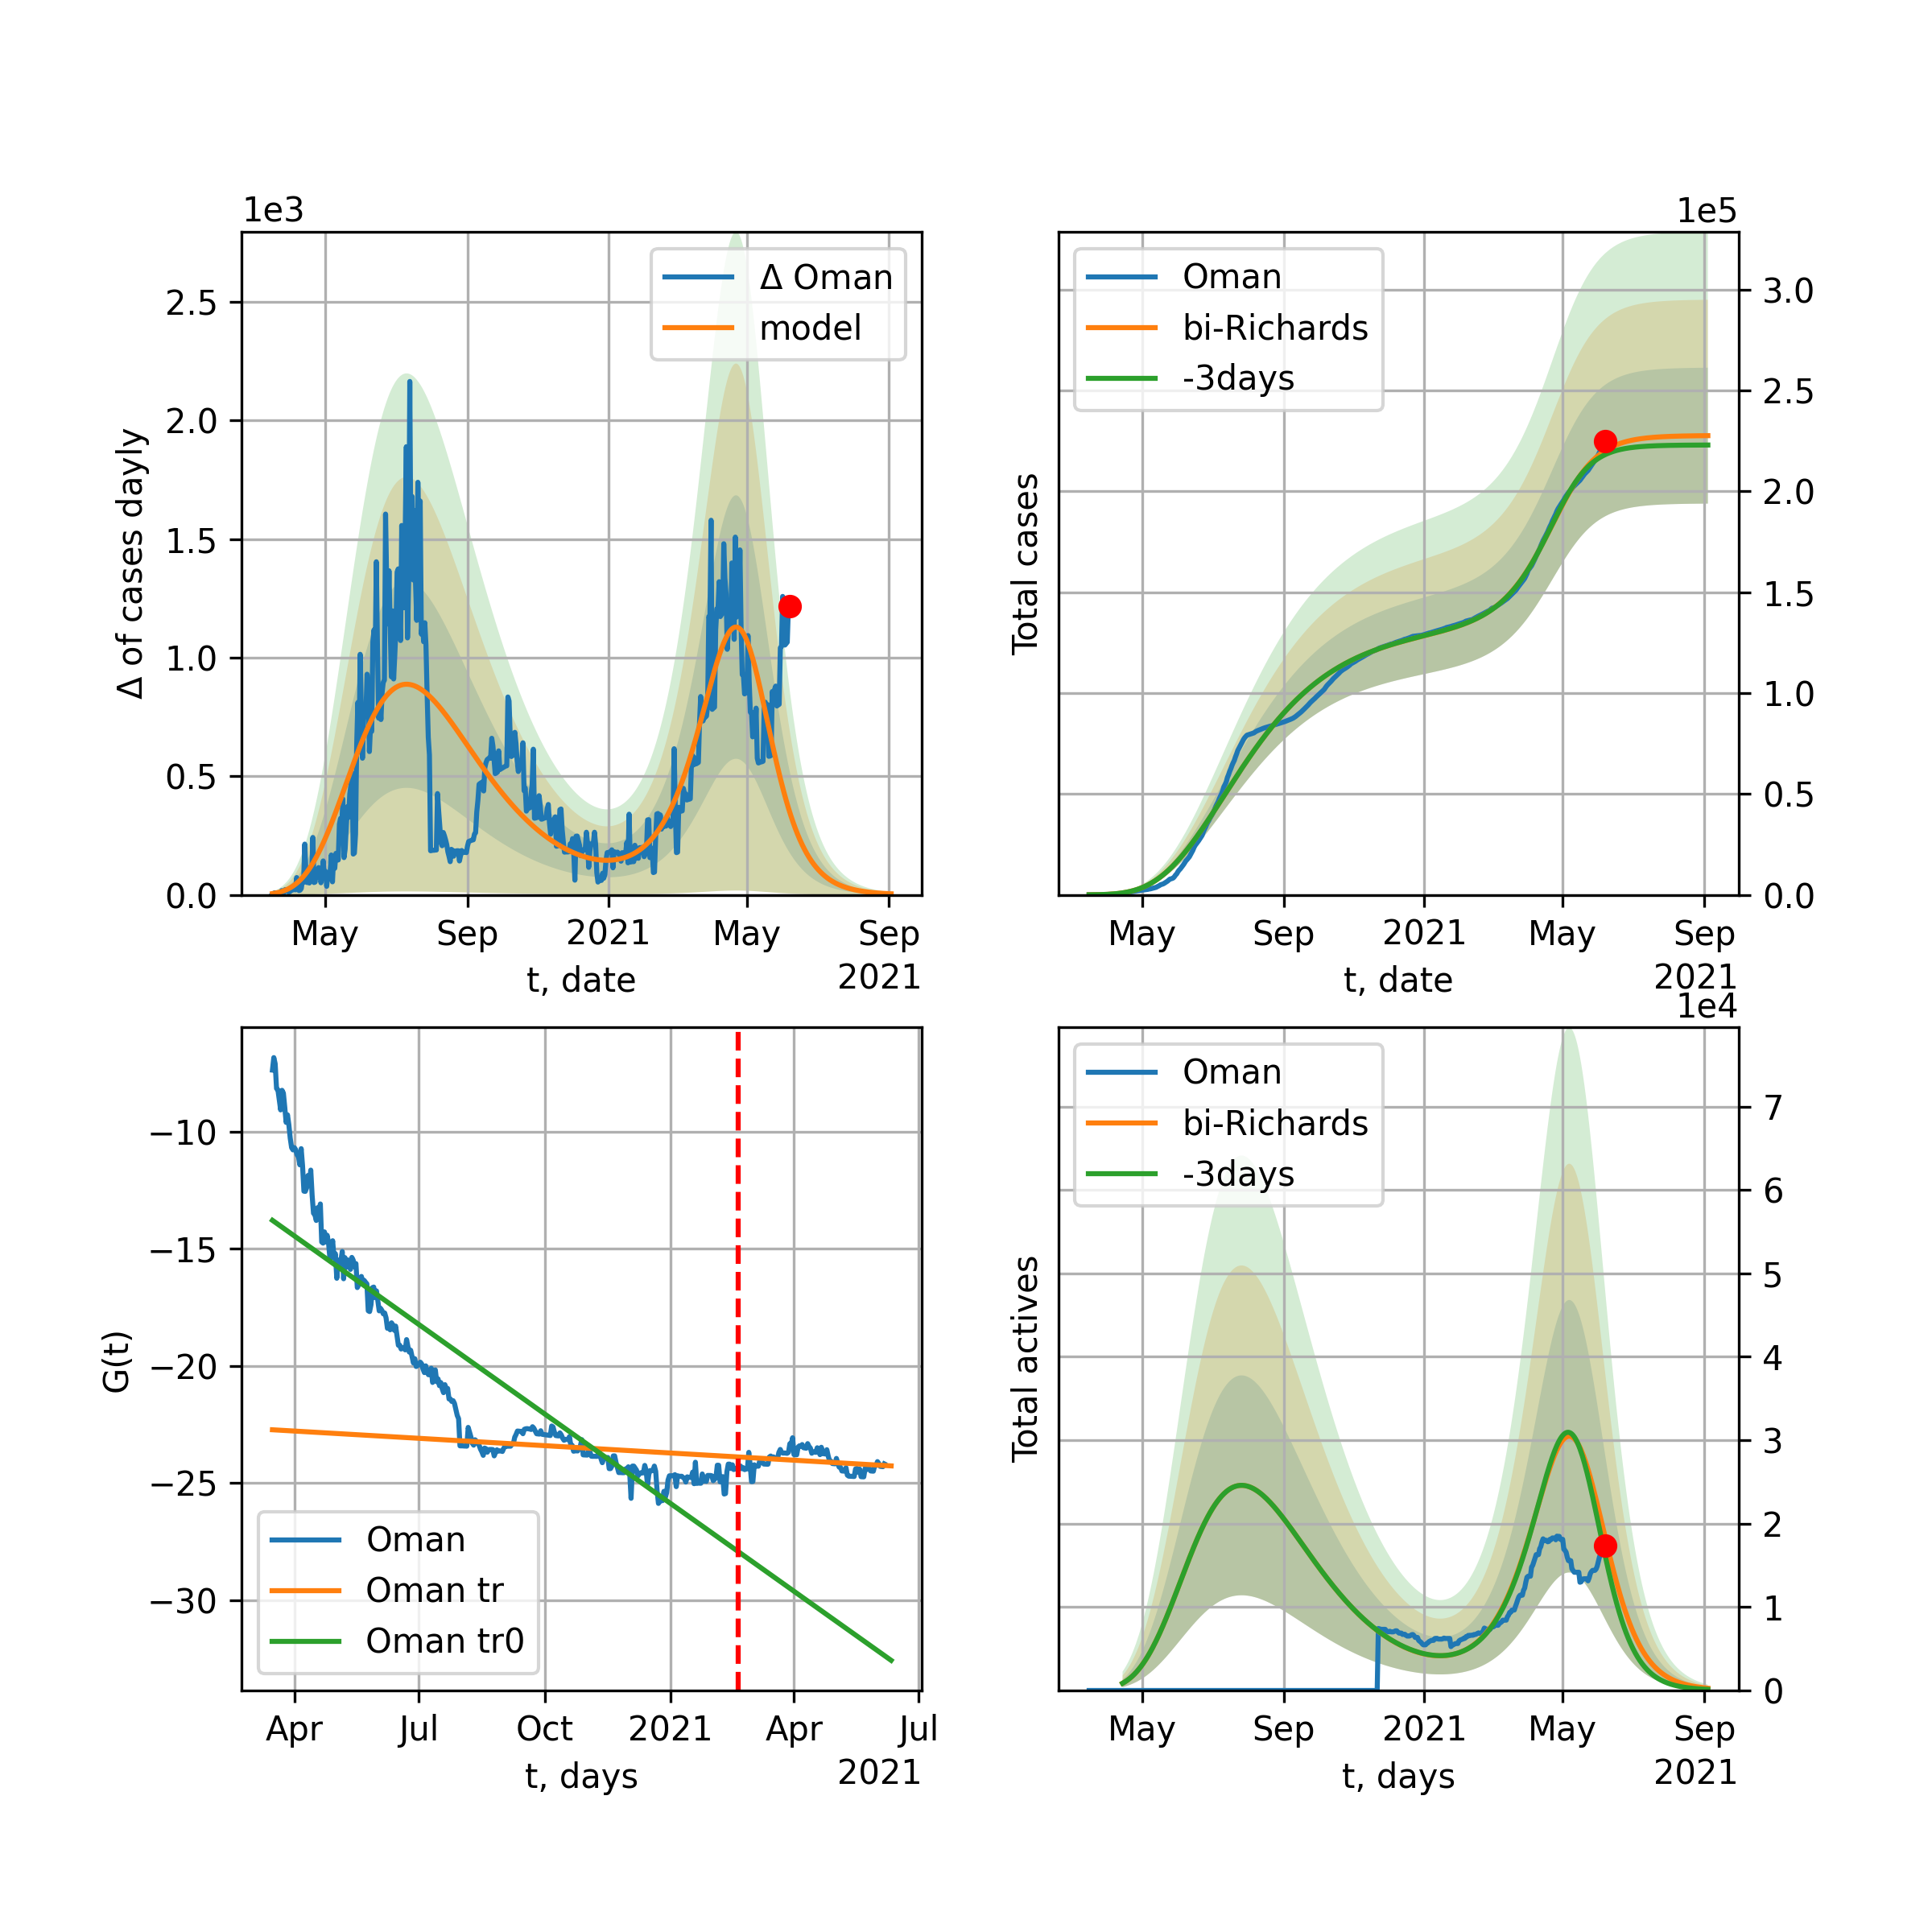 1e3
Δ of cases dayly
2.5
2.0
1.5
1.0
0.5
0.0
Δ Oman
model
May
Sep
2021
May
Sep
t, date
2021
1e5
Total cases
Oman
bi-Richards
-3days
3.0
2.5
2.0
1.5
1.0
0.5
0.0
May
Sep
2021
May
Sep
t, date
2021
G(t)
−10
−15
−20
−25
−30
Oman
Oman tr
Oman tr0
Apr
Jul
Oct
2021
Apr
Jul
t, days
2021
1e4
Total actives
Oman
bi-Richards
-3days
7
6
5
4
3
2
1
0
May
Sep
2021
May
Sep
t, days
2021